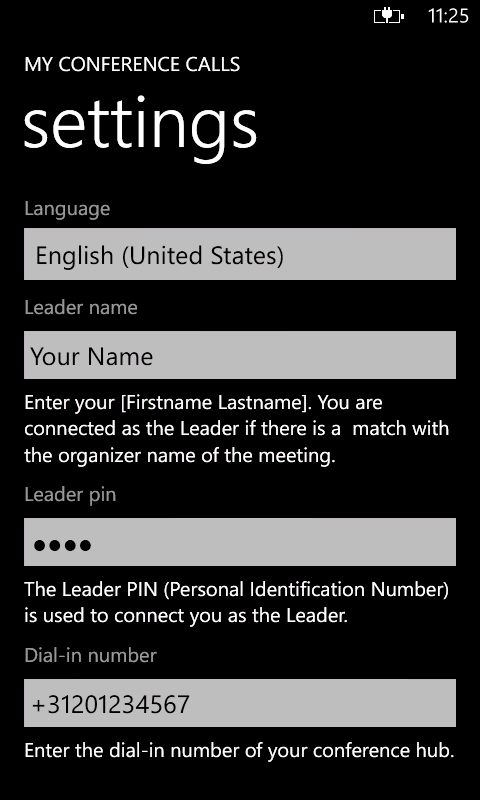 11:25
MY CONFERENCE CALLS
settings
Language
English (United States)
Leader name
Your Name
Enter your [Firstname Lastname]. You are
connected as the Leader if there is a  match with
the organizer name of the meeting.
Leader pin
●●●●
The Leader PIN (Personal Identification Number)
is used to connect you as the Leader.
Dial-in number
+31201234567
Enter the dial-in number of your conference hub.